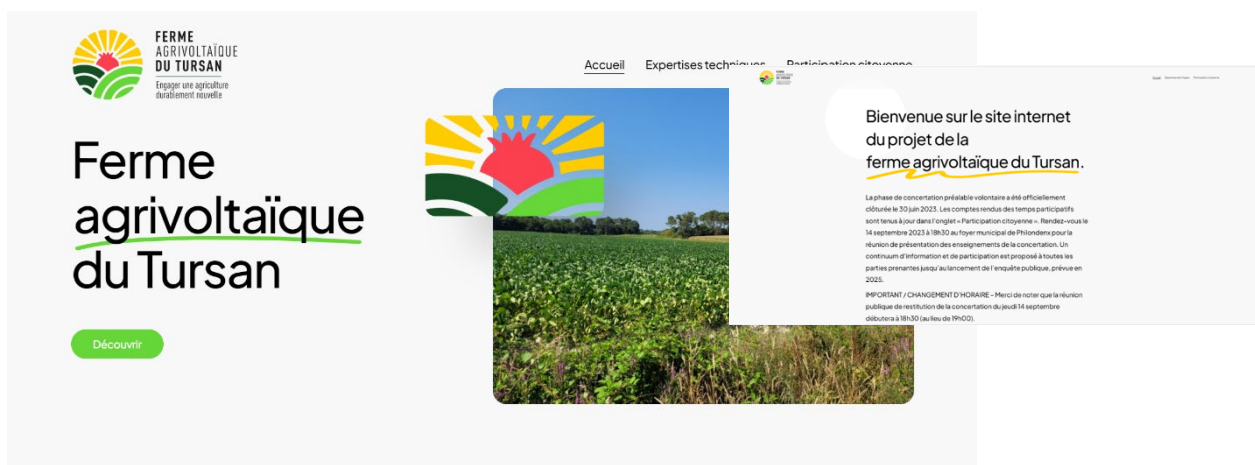 FERME
AGRIVOLTAÏQUE
DU TURSAN
Engager une agriculture
durablement nouvelle
Accueil Expertises techniques Participation citoyenne
Ferme
agrivoltaïque
du Tursan
Découvrir
Bienvenue sur le site internet
du projet de la
ferme agrivoltaïque du Tursan.
La phase de concertation préalable volontaire a été officiellement
clôturée le 30 juin 2023. Les comptes rendus des temps participatifs
sont tenus à jour dans l'onglet « Participation citoyenne ». Rendez-vous le
14 septembre 2023 à 18h30 au foyer municipal de Philondenx pour la
réunion de présentation des enseignements de la concertation. Un
continuum d'information et de participation est proposé à toutes les
parties prenantes jusqu'au lancement de l'enquête publique, prévue en
2025.
IMPORTANT / CHANGEMENT D'HORAIRE – Merci de noter que la réunion
publique de restitution de la concertation du jeudi 14 septembre
débutera à 18h30 (au lieu de 19h00).